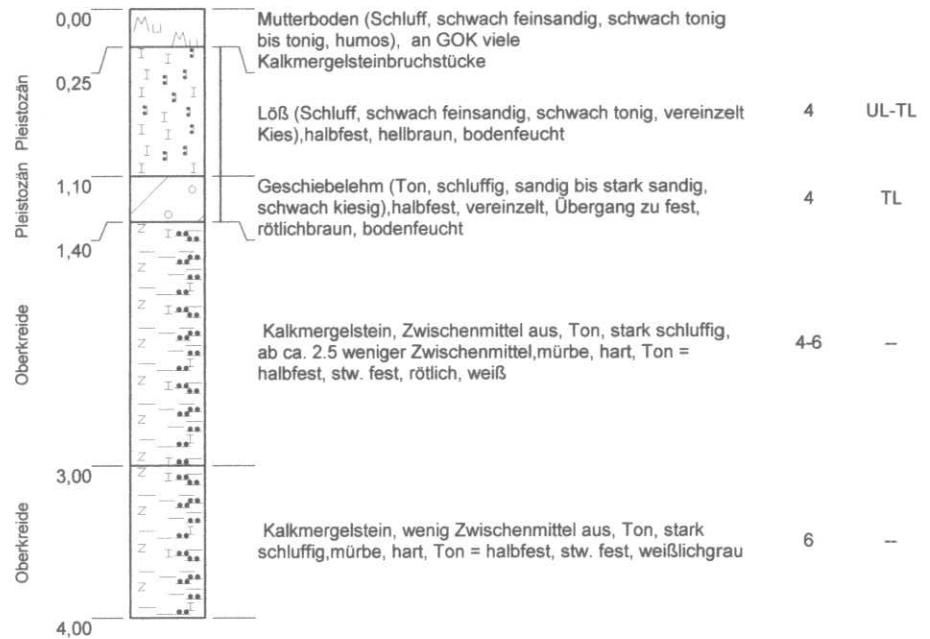 0,00
Mutterboden (Schluff, schwach feinsandig, schwach tonig
bis tonig, humos), an GOK viele
Kalkmergelsteinbruchstücke
Mu
Mu
0,25
Pleistozän
Löß (Schluff, schwach feinsandig, schwach tonig, vereinzelt
Kies),halbfest, hellbraun, bodenfeucht
4
UL-TL
1,10
Pleistozän
Geschiebelehm (Ton, schluffig, sandig bis stark sandig,
schwach kiesig),halbfest, vereinzelt, Übergang zu fest,
rötlichbraun, bodenfeucht
4
TL
1,40
Oberkreide
Kalkmergelstein, Zwischenmittel aus, Ton, stark schluffig,
ab ca. 2.5 weniger Zwischenmittel,mürbe, hart, Ton =
halbfest, stw. fest, rötlich, weiß
4-6
--
3,00
Oberkreide
Kalkmergelstein, wenig Zwischenmittel aus, Ton, stark
schluffig,mürbe, hart, Ton = halbfest, stw. fest, weißlichgrau
6
--
4,00